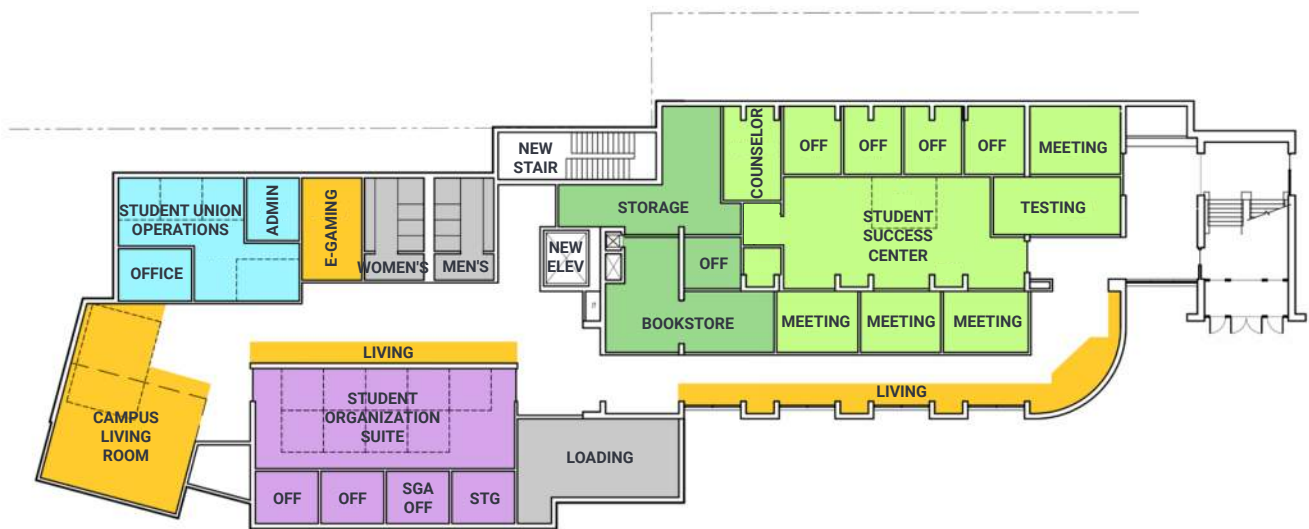 NEW
STAIR
COUNSELOR
OFF
OFF
OFF
OFF
MEETING
STUDENT UNION
OPERATIONS
ADMIN
E-GAMING
WOMEN'S
MEN'S
OFFICE
STORAGE
NEW
ELEV
OFF
STUDENT
SUCCESS
CENTER
TESTING
BOOKSTORE
MEETING
MEETING
MEETING
LIVING
LIVING
CAMPUS
LIVING
ROOM
STUDENT
ORGANIZATION
SUITE
LOADING
OFF
OFF
SGA
OFF
STG